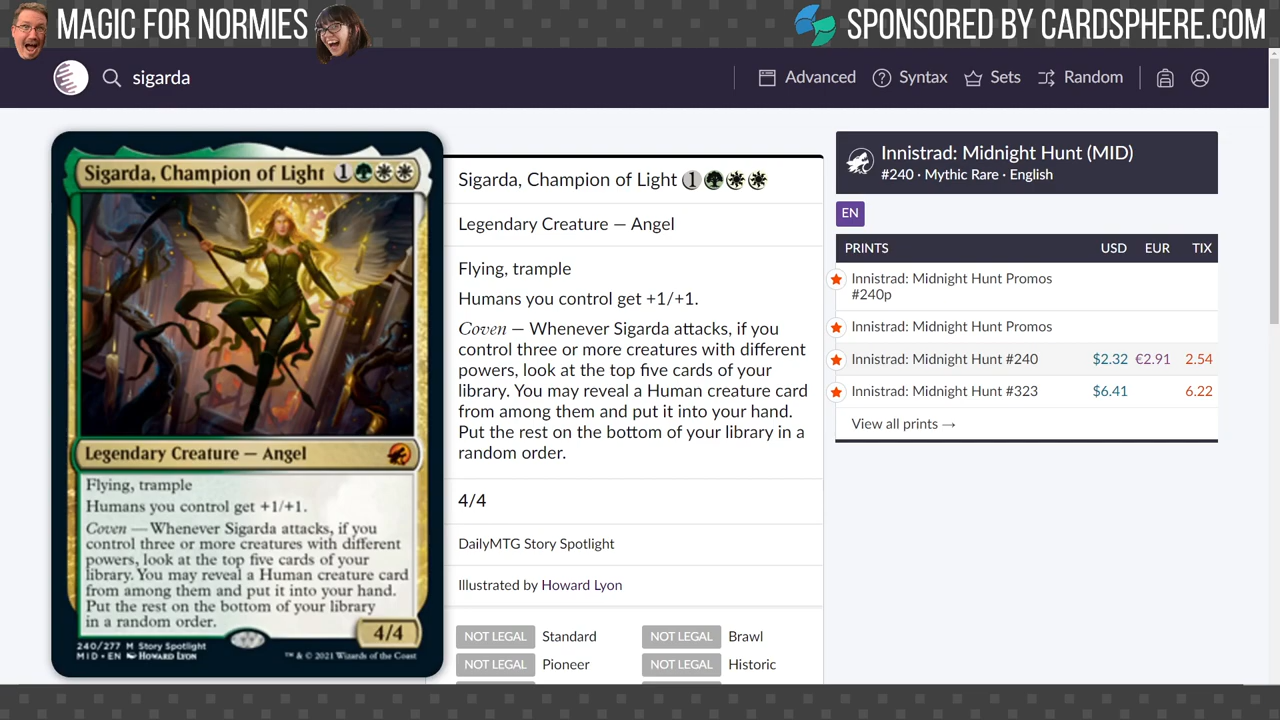 MAGIC FOR NORMIES
SPONSORED BY CARDSPHERE.COM
sigarda
Advanced
Syntax
Sets
Random
Sigarda, Champion of Light 1
Legendary Creature — Angel
Flying, trample
Humans you control get +1/+1.
Coven — Whenever Sigarda attacks, if you
control three or more creatures with different
powers, look at the top five cards of your
library. You may reveal a Human creature card
from among them and put it into your hand.
Put the rest on the bottom of your library
in a random order.
4/4
240/277 M Story Spotlight
MID • EN Howard Lyon
™ & © 2021 Wizards of the Coast
Sigarda, Champion of Light 1
Legendary Creature — Angel
Flying, trample
Humans you control get +1/+1.
Coven — Whenever Sigarda attacks, if you
control three or more creatures with different
powers, look at the top five cards of your
library. You may reveal a Human creature card
from among them and put it into your hand.
Put the rest on the bottom of your library in a
random order.
4/4
DailyMTG Story Spotlight
Illustrated by Howard Lyon
NOT LEGAL Standard NOT LEGAL Brawl
NOT LEGAL Pioneer NOT LEGAL Historic
Innistrad: Midnight Hunt (MID)
#240 · Mythic Rare · English
EN
PRINTS USD EUR TIX
Innistrad: Midnight Hunt Promos
#240p
Innistrad: Midnight Hunt Promos
Innistrad: Midnight Hunt #240 $2.32 €2.91 2.54
Innistrad: Midnight Hunt #323 $6.41 6.22
View all prints →